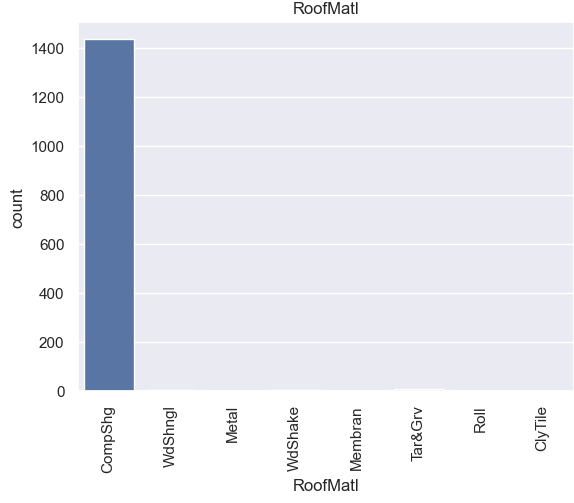 RoofMatl
1400
1200
1000
800
600
400
200
0
count
CompShg
WdShngl
Metal
WdShake
Membran
Tar&Grv
Roll
ClyTile
RoofMatl